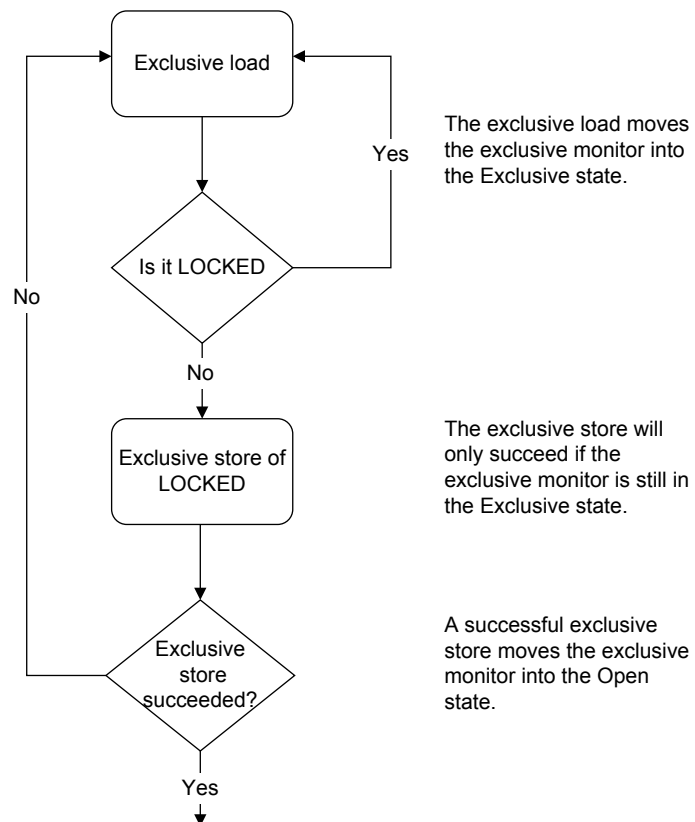 Exclusive load
The exclusive load moves
the exclusive monitor into
the Exclusive state.
Yes
Is it LOCKED
No
No
Exclusive store of
LOCKED
The exclusive store will
only succeed if the
exclusive monitor is still in
the Exclusive state.
Exclusive
store
succeeded?
A successful exclusive
store moves the exclusive
monitor into the Open
state.
Yes